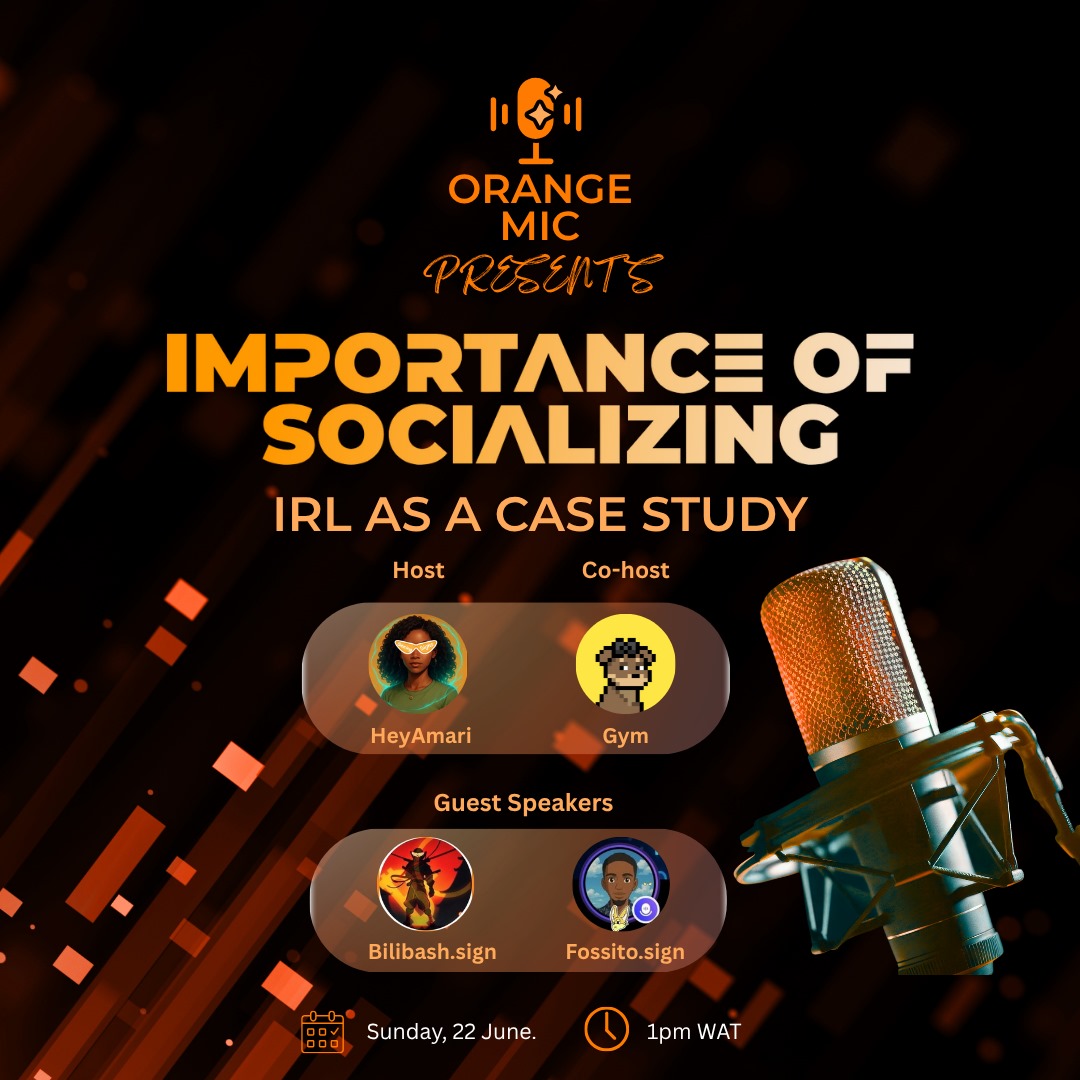 ORANGE
MIC
PRESENTS
IMPORTANCE OF
SOCIALIZING
IRL AS A CASE STUDY
Host Co-host
HeyAmari Gym
Guest Speakers
Bilibash.sign Fossito.sign
Sunday, 22 June. 1pm WAT